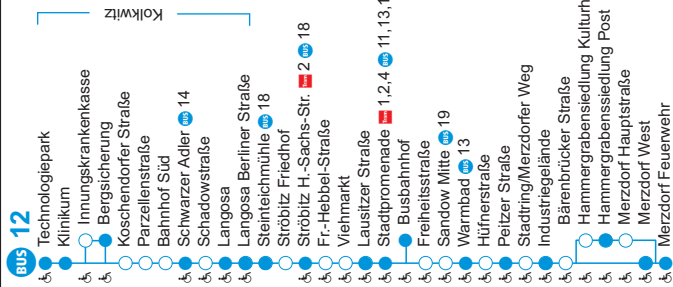 BUS 12
Kolkwitz
Technologiepark
Klinikum
Innungskrankenkasse
Bergsicherung
Koschendorfer Straße
Parzellenstraße
Bahnhof Süd
Schwarzer Adler BUS 14
Schadowstraße
Langosa
Langosa Berliner Straße
Steinteichmühle BUS 18
Ströbitz Friedhof
Ströbitz H.-Sachs-Str. Tram 2 BUS 18
Fr.-Hebbel-Straße
Viehmarkt
Lausitzer Straße
Stadtpromenade Tram 1,2,4 BUS 11,13,1
Busbahnhof
Freiheitsstraße
Sandow Mitte BUS 19
Warmbad BUS 13
Hüfnerstraße
Peitzer Straße
Stadtring/Merzdorfer Weg
Industriegelände
Bärenbrücker Straße
Hammergrabensiedlung Kulturh
Hammergrabenssiedlung Post
Merzdorf Hauptstraße
Merzdorf West
Merzdorf Feuerwehr